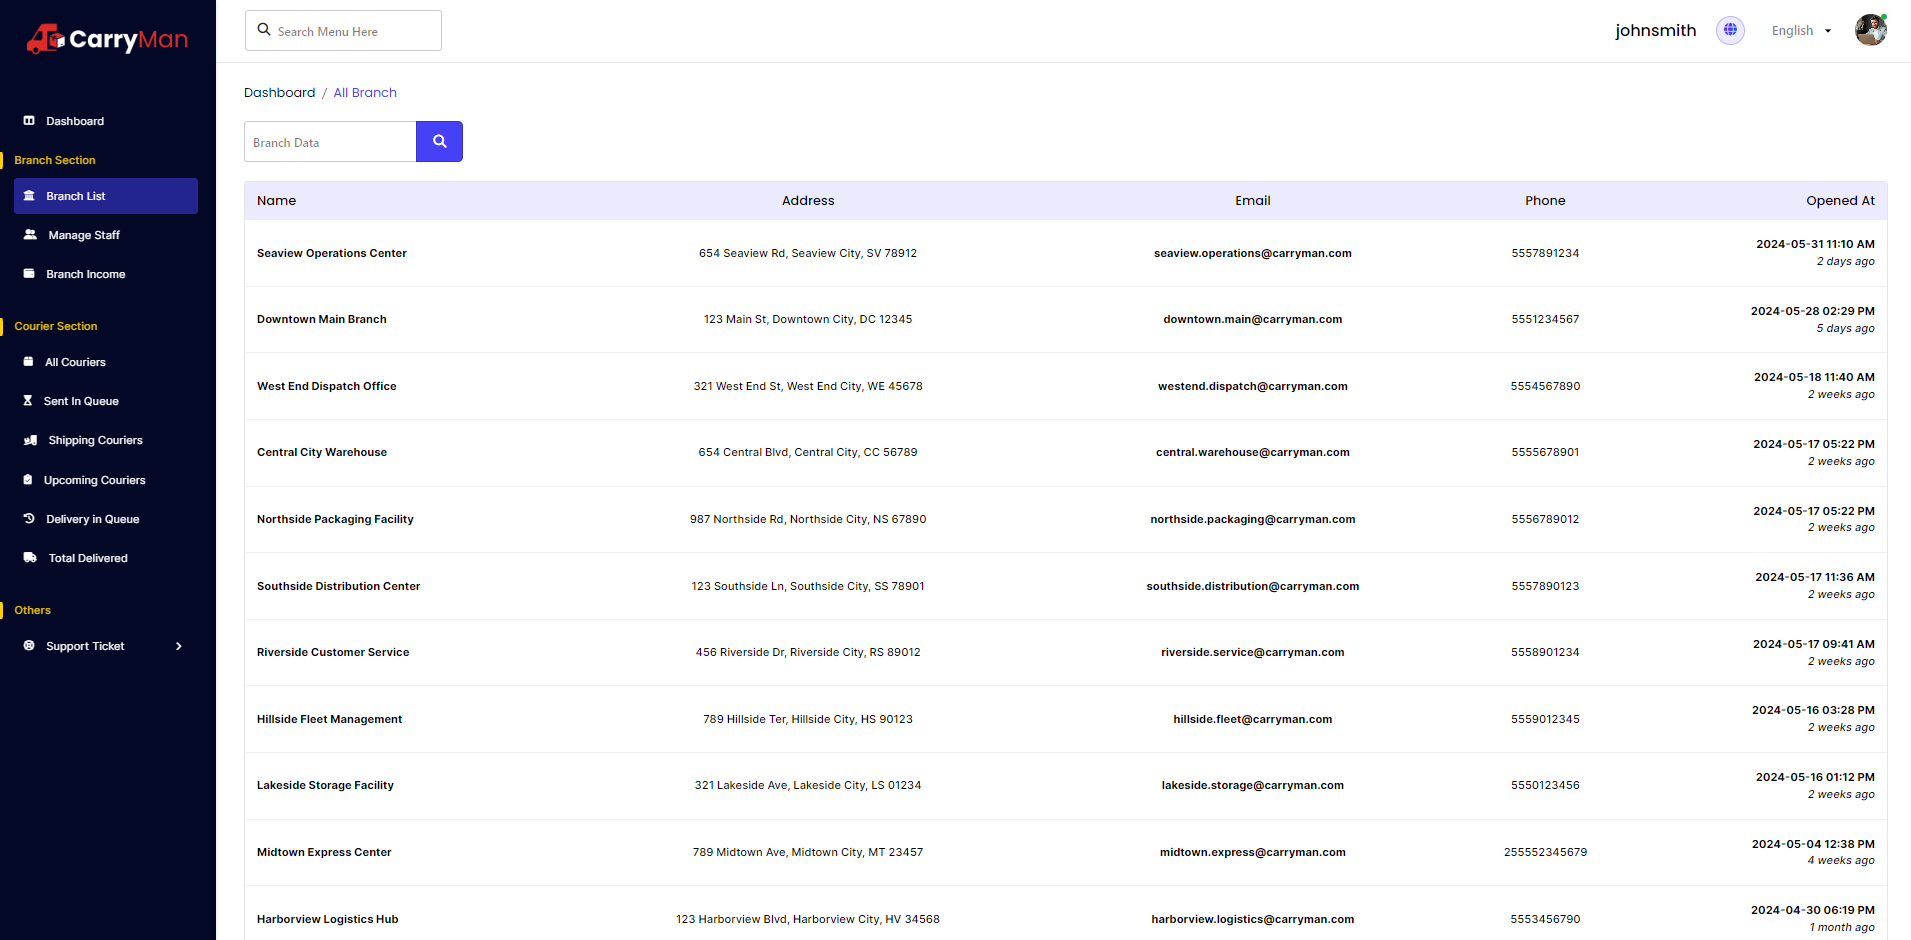 CarryMan
Search Menu Here
johnsmith
English
Dashboard
Branch Section
Branch List
Manage Staff
Branch Income
Courier Section
All Couriers
Sent In Queue
Shipping Couriers
Upcoming Couriers
Delivery in Queue
Total Delivered
Others
Support Ticket
Dashboard / All Branch
Branch Data
Name Address Email Phone Opened At
Seaview Operations Center 654 Seaview Rd, Seaview City, SV 78912 seaview.operations@carryman.com 5557891234 2024-05-31 11:10 AM
2 days ago
Downtown Main Branch 123 Main St, Downtown City, DC 12345 downtown.main@carryman.com 5551234567 2024-05-28 02:29 PM
5 days ago
West End Dispatch Office 321 West End St, West End City, WE 45678 westend.dispatch@carryman.com 5554567890 2024-05-18 11:40 AM
2 weeks ago
Central City Warehouse 654 Central Blvd, Central City, CC 56789 central.warehouse@carryman.com 5555678901 2024-05-17 05:22 PM
2 weeks ago
Northside Packaging Facility 987 Northside Rd, Northside City, NS 67890 northside.packaging@carryman.com 5556789012 2024-05-17 05:22 PM
2 weeks ago
Southside Distribution Center 123 Southside Ln, Southside City, SS 78901 southside.distribution@carryman.com 5557890123 2024-05-17 11:36 AM
2 weeks ago
Riverside Customer Service 456 Riverside Dr, Riverside City, RS 89012 riverside.service@carryman.com 5558901234 2024-05-17 09:41 AM
2 weeks ago
Hillside Fleet Management 789 Hillside Ter, Hillside City, HS 90123 hillside.fleet@carryman.com 5559012345 2024-05-16 03:28 PM
2 weeks ago
Lakeside Storage Facility 321 Lakeside Ave, Lakeside City, LS 01234 lakeside.storage@carryman.com 5550123456 2024-05-16 01:12 PM
2 weeks ago
Midtown Express Center 789 Midtown Ave, Midtown City, MT 23457 midtown.express@carryman.com 255552345679 2024-05-04 12:38 PM
4 weeks ago
Harborview Logistics Hub 123 Harborview Blvd, Harborview City, HV 34568 harborview.logistics@carryman.com 5553456790 2024-04-30 06:19 PM
1 month ago